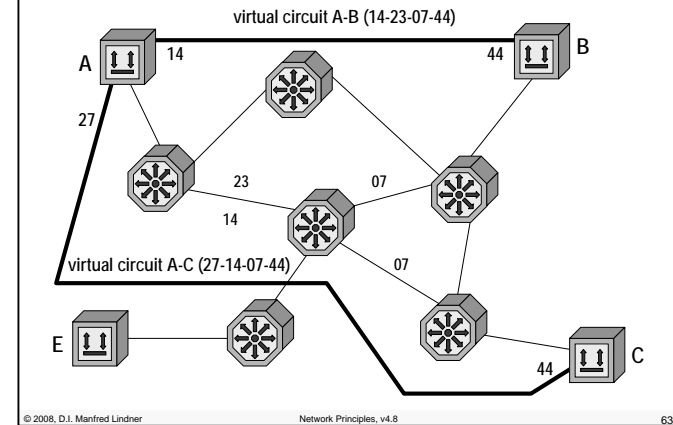 virtual circuit A-B (14-23-07-44)
A
14
44
B
27
23
07
14
virtual circuit A-C (27-14-07-44)
07
E
44
C
© 2008, D.I. Manfred Lindner
Network Principles, v4.8
63